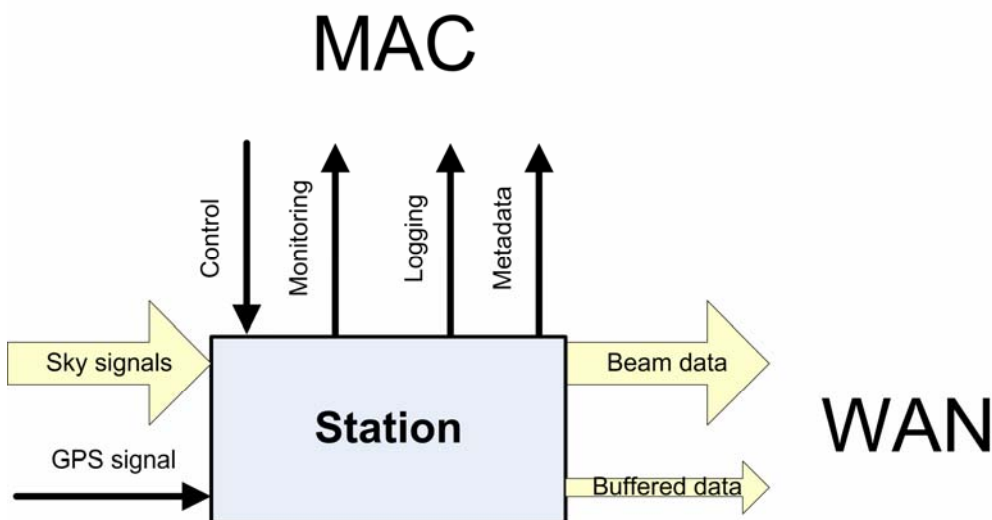 MAC
Control
Monitoring
Logging
Metadata
Sky signals
Beam data
Station
WAN
GPS signal
Buffered data